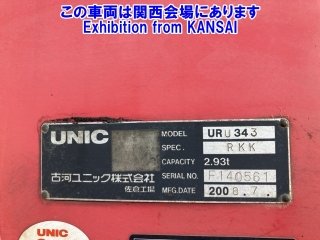 この車両は関西会場にあります
Exhibition from KANSAI
UNIC
古河ユニック株式会社
佐倉工場
MODEL URU343
SPEC. RKK
CAPACITY 2.93t
SERIAL NO. F140561
MFG.DATE 2008.7.
UNIC